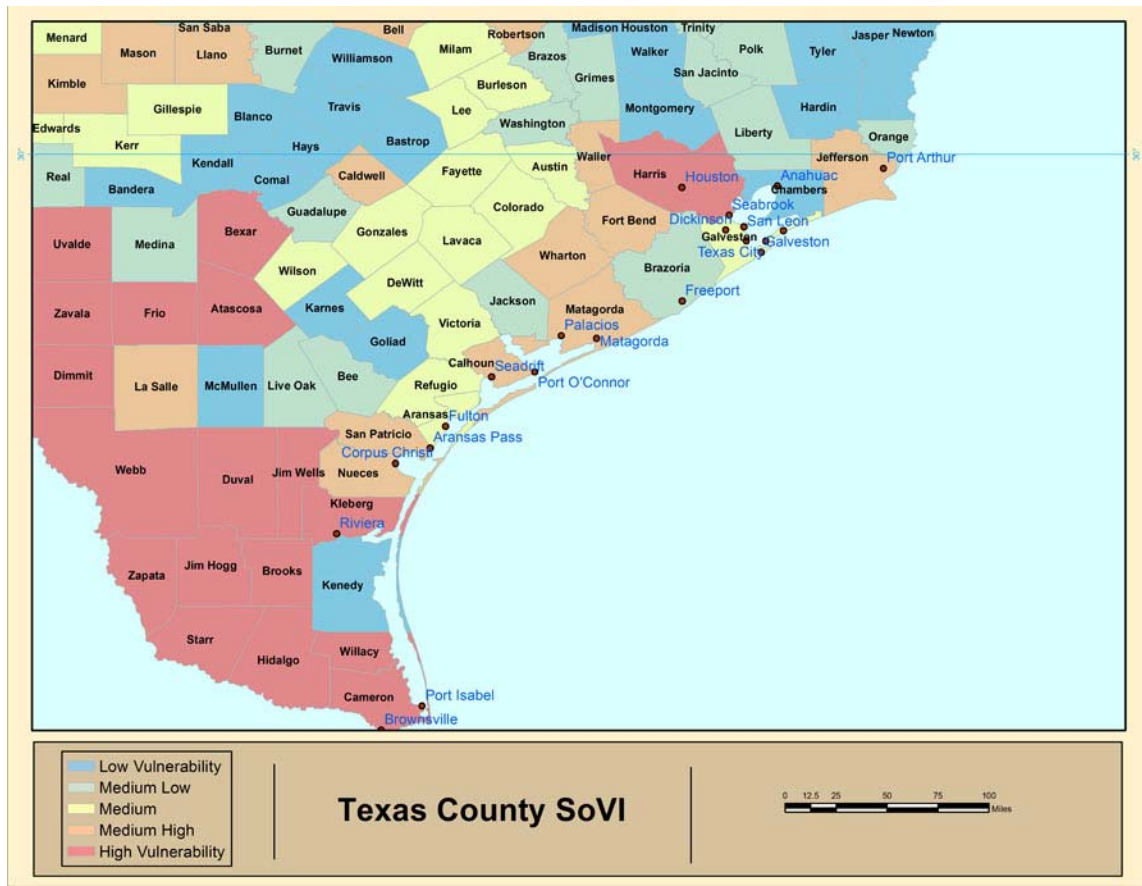 San Saba
Bell
Robertson
Madison Houston
Trinity
Jasper Newton
Menard
Mason
Llano
Burnet
Milam
Brazos
Walker
Polk
Tyler
Williamson
Grimes
San Jacinto
Kimble
Burleson
Gillespie
Blanco
Travis
Lee
Montgomery
Hardin
Washington
Liberty
Edwards
Kerr
Hays
Bastrop
Orange
30°
Kendall
Waller
Jefferson
30°
Real
Bandera
Comal
Caldwell
Fayette
Austin
Harris
Port Arthur
Houston
Anahuac
Chambers
Guadalupe
Colorado
Seabrook
Uvalde
Medina
Bexar
Gonzales
Lavaca
Fort Bend
Dickinson
San Leon
Galveston
Galveston
Texas City
Wilson
Wharton
Brazoria
DeWitt
Zavala
Frio
Atascosa
Karnes
Jackson
Freeport
Victoria
Matagorda
Goliad
Palacios
Matagorda
Dimmit
La Salle
McMullen
Live Oak
Bee
Calhoun
Seadrift
Port O'Connor
Refugio
Aransas
Fulton
San Patricio
Aransas Pass
Corpus Christi
Webb
Duval
Jim Wells
Nueces
Kleberg
Riviera
Zapata
Jim Hogg
Brooks
Kenedy
Starr
Hidalgo
Willacy
Cameron
Port Isabel
Brownsville
Low Vulnerability
Medium Low
Medium
Medium High
High Vulnerability
Texas County SoVI
0 12.5 25 50 75 100
Miles